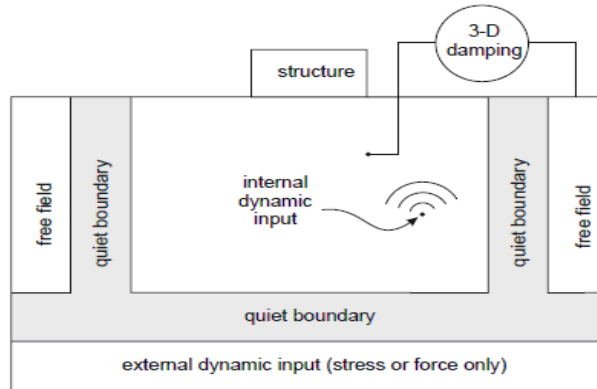 3-D
damping
structure
free field
quiet boundary
internal
dynamic
input
quiet boundary
free field
quiet boundary
external dynamic input (stress or force only)